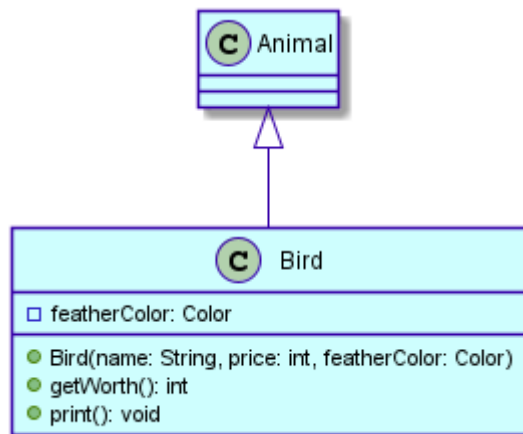 C Animal
C Bird
featherColor: Color
Bird(name: String, price: int, featherColor: Color)
getWorth(): int
print(): void